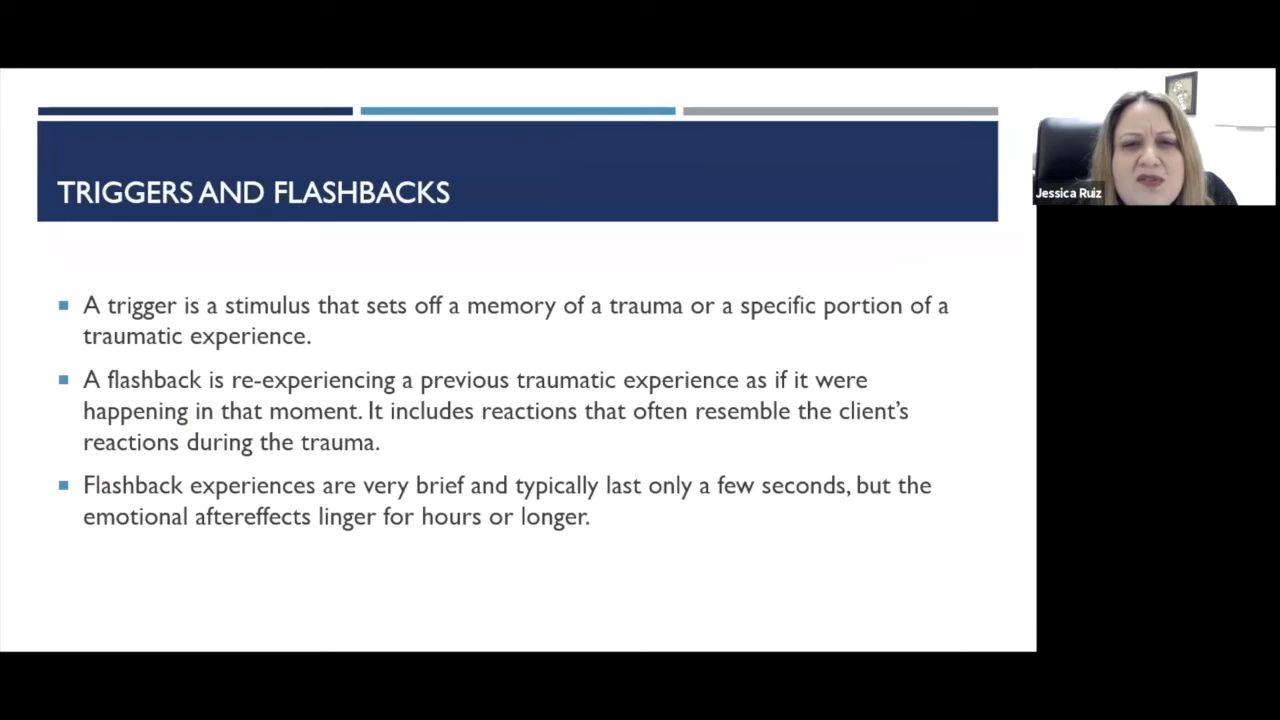 TRIGGERS AND FLASHBACKS
Jessica Ruiz
A trigger is a stimulus that sets off a memory of a trauma or a specific portion of a
traumatic experience.
A flashback is re-experiencing a previous traumatic experience as if it were
happening in that moment. It includes reactions that often resemble the client’s
reactions during the trauma.
Flashback experiences are very brief and typically last only a few seconds, but the
emotional aftereffects linger for hours or longer.